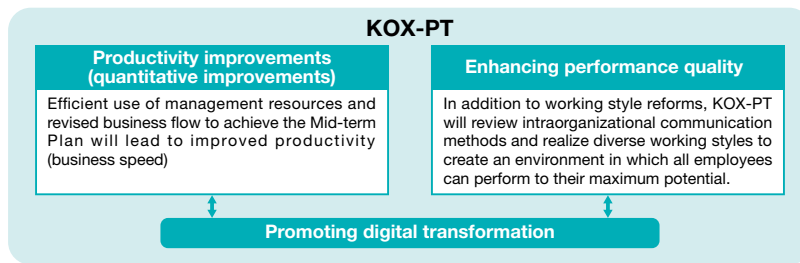 KOX-PT
Productivity improvements
(quantitative improvements)
Efficient use of management resources and
revised business flow to achieve the Mid-term
Plan will lead to improved productivity
(business speed)
Enhancing performance quality
In addition to working style reforms, KOX-PT
will review intraorganizational communication
methods and realize diverse working styles to
create an environment in which all employees
can perform to their maximum potential.
Promoting digital transformation